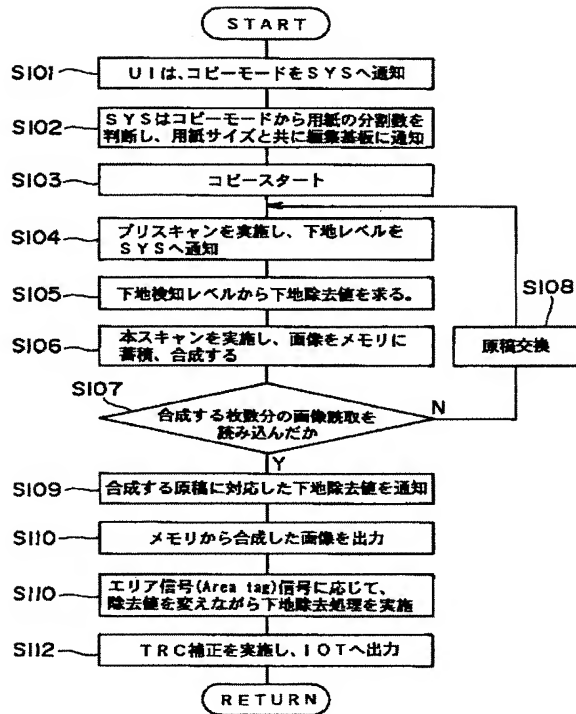 START
S101
UIは、コピーモードをSYSへ通知
S102
SYSはコピーモードから用紙の分割数を
判断し、用紙サイズと共に編集基板に通知
S103
コピースタート
S104
プリスキャンを実施し、下地レベルを
SYSへ通知
S105
下地検知レベルから下地除去値を求る。
S106
本スキャンを実施し、画像をメモリに
蓄積、合成する
S108
原稿交換
S107
合成する枚数分の画像読取を
読み込んだか
N
Y
S109
合成する原稿に対応した下地除去値を通知
S110
メモリから合成した画像を出力
S110
エリア信号(Area tag)信号に応じて、
除去値を変えながら下地除去処理を実施
S112
TRC補正を実施し、IOTへ出力
RETURN